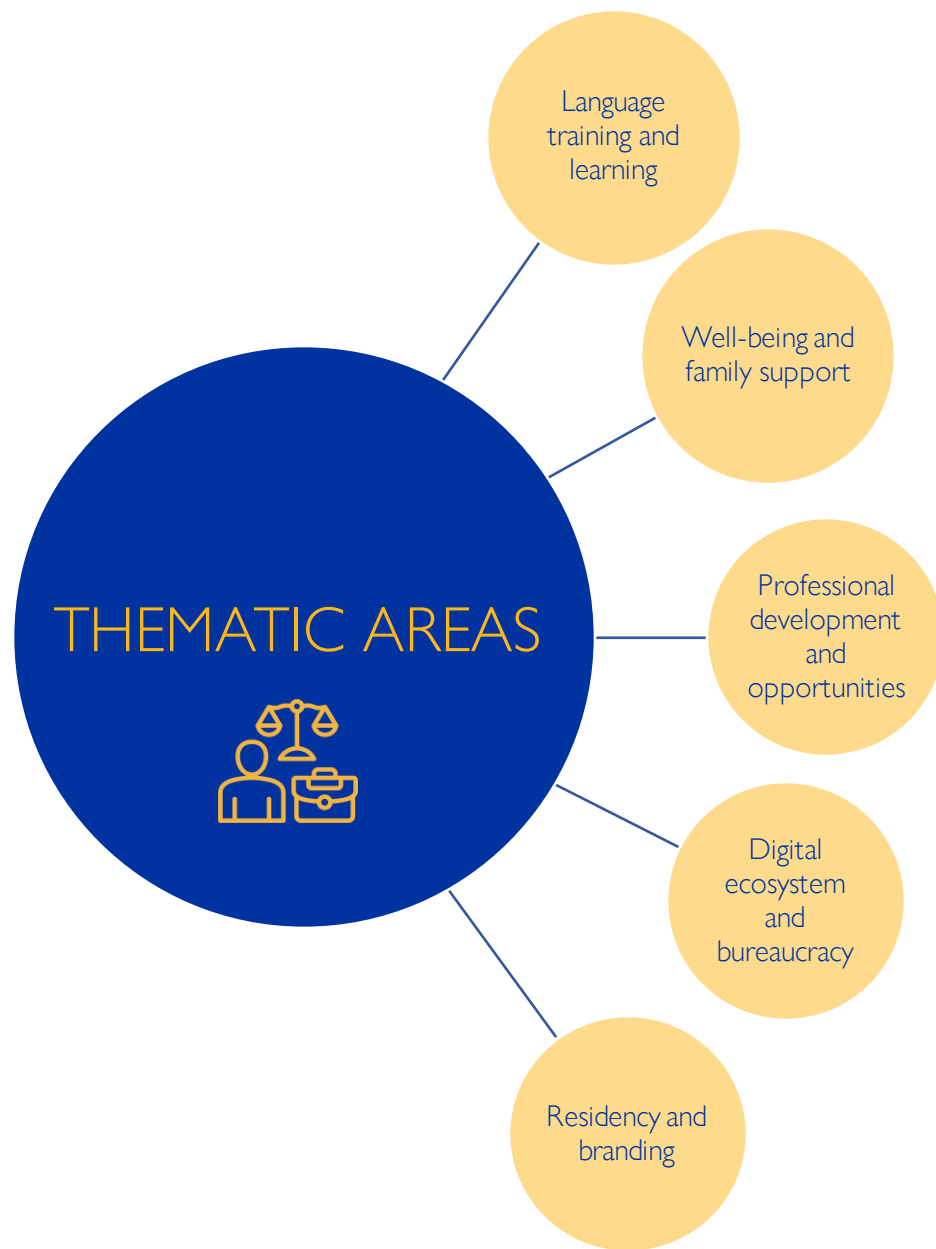 Language
training and
learning
Well-being and
family support
THEMATIC AREAS
Professional
development
and
opportunities
Digital
ecosystem
and
bureaucracy
Residency and
branding